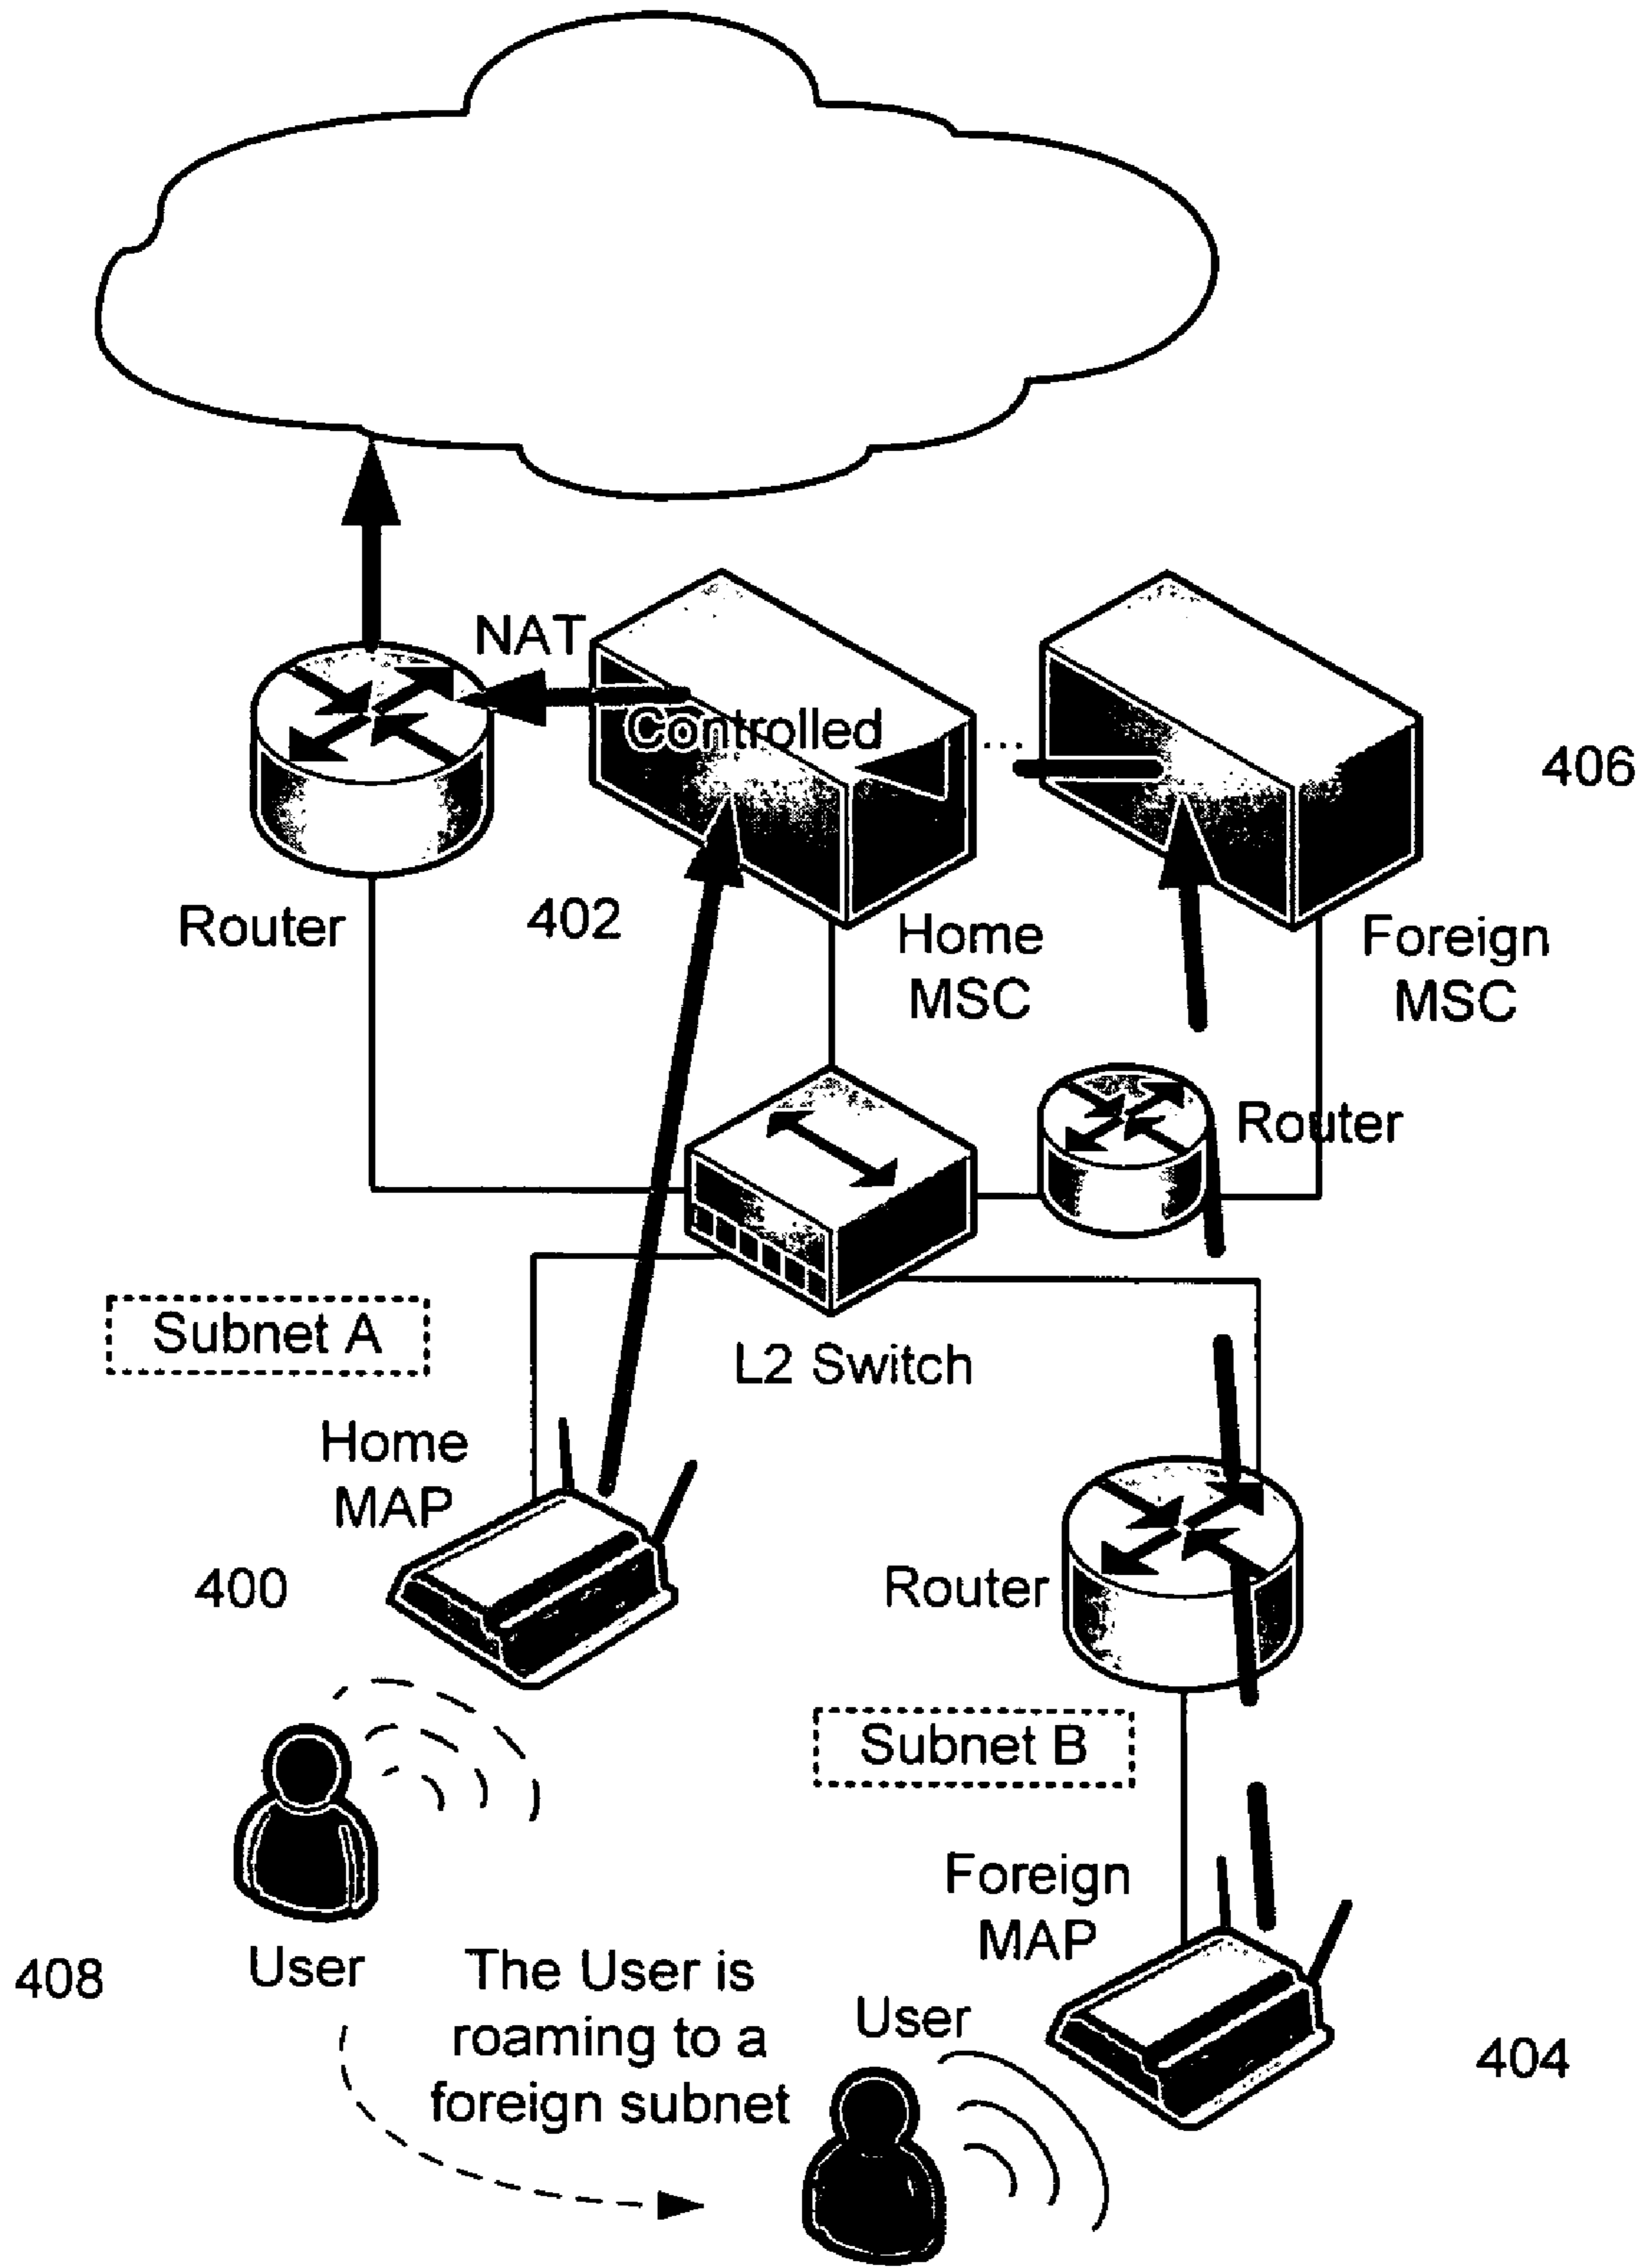 NAT
Controlled
...
406
Router
402
Home
MSC
Foreign
MSC
Router
Subnet A
L2 Switch
Home
MAP
400
Router
Subnet B
Foreign
MAP
408
User
The User is
roaming to a
foreign subnet
User
404